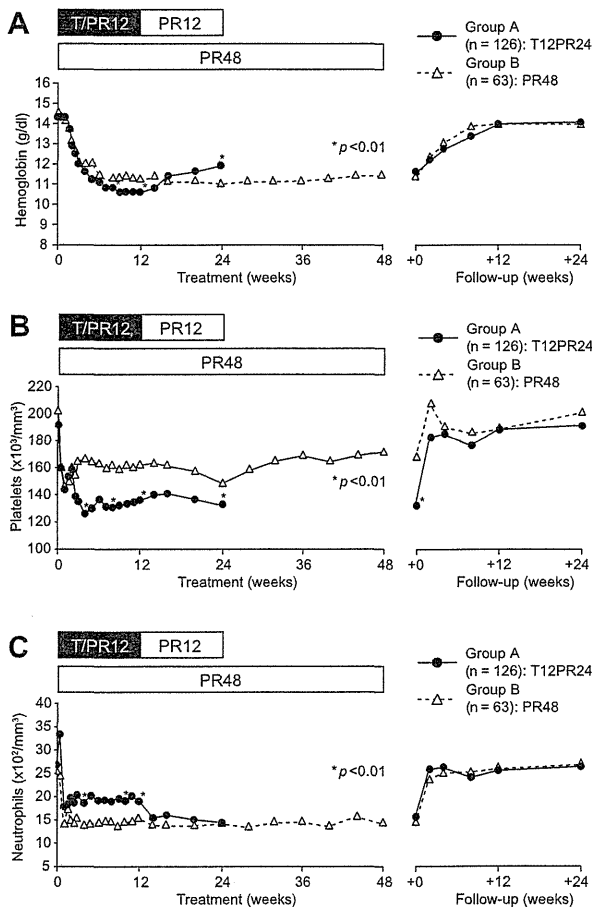 A
T/PR12 PR12
PR48
Group A
(n = 126): T12PR24
Group B
(n = 63): PR48
Hemoglobin (g/dl)
16
15
14
13
12
11
10
9
8
*
*
*p<0.01
0 12 24 36 48
Treatment (weeks)
+0 +12 +24
Follow-up (weeks)
B
T/PR12 PR12
PR48
Group A
(n = 126): T12PR24
Group B
(n = 63): PR48
Platelets (x10³/mm³)
220
200
180
160
140
120
100
*
*
*
*
*p<0.01
*
0 12 24 36 48
Treatment (weeks)
+0 +12 +24
Follow-up (weeks)
C
T/PR12 PR12
PR48
Group A
(n = 126): T12PR24
Group B
(n = 63): PR48
Neutrophils (x10²/mm³)
40
35
30
25
20
15
10
5
*
*
*
*p<0.01
0 12 24 36 48
Treatment (weeks)
+0 +12 +24
Follow-up (weeks)